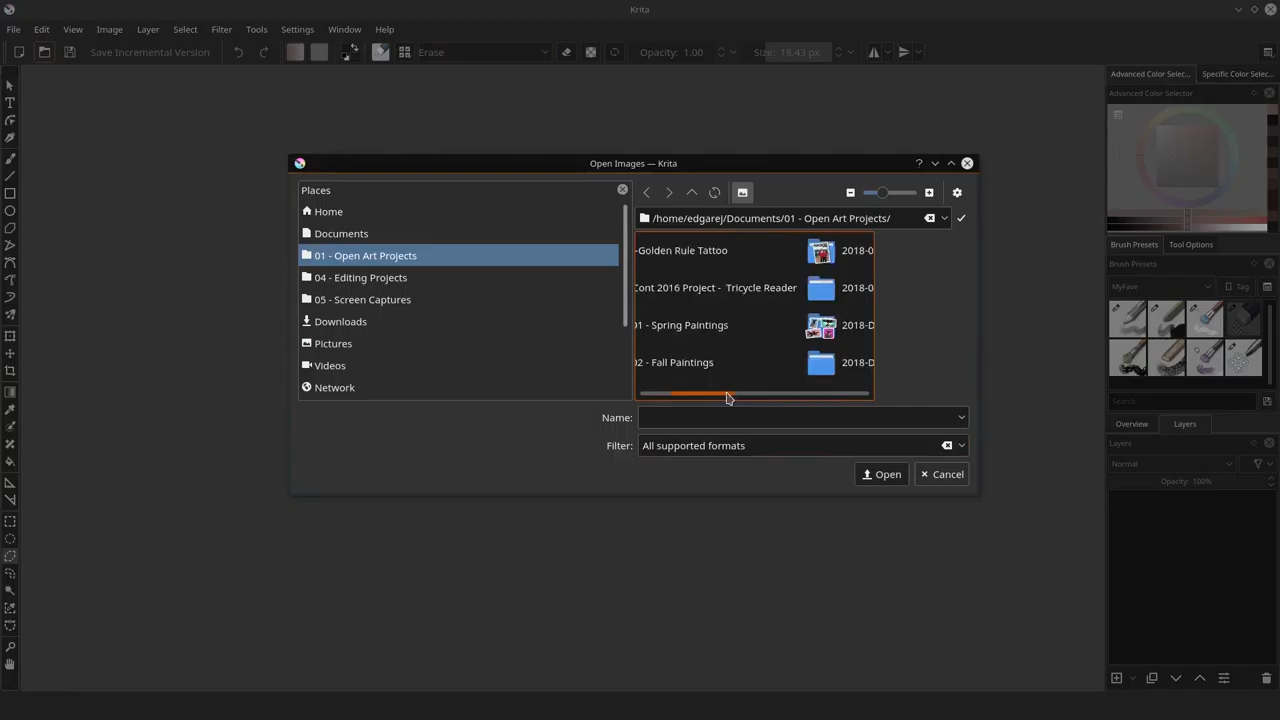 Krita
File Edit View Image Layer Select Filter Tools Settings Window Help
Save Incremental Version Erase Opacity: 1.00 Size: 18.43 px
Advanced Color Selec... Specific Color Selec...
Advanced Color Selector
Open Images — Krita
Places
Home
Documents
01 - Open Art Projects
04 - Editing Projects
05 - Screen Captures
Downloads
Pictures
Videos
Network
/home/edgarej/Documents/01 - Open Art Projects/
-Golden Rule Tattoo 2018-0
Cont 2016 Project - Tricycle Reader 2018-0
01 - Spring Paintings 2018-D
02 - Fall Paintings 2018-D
Name:
Filter: All supported formats
Open Cancel
Brush Presets Tool Options
Brush Presets
MyFave Tag
Search
Overview Layers
Layers
Normal
Opacity: 100%